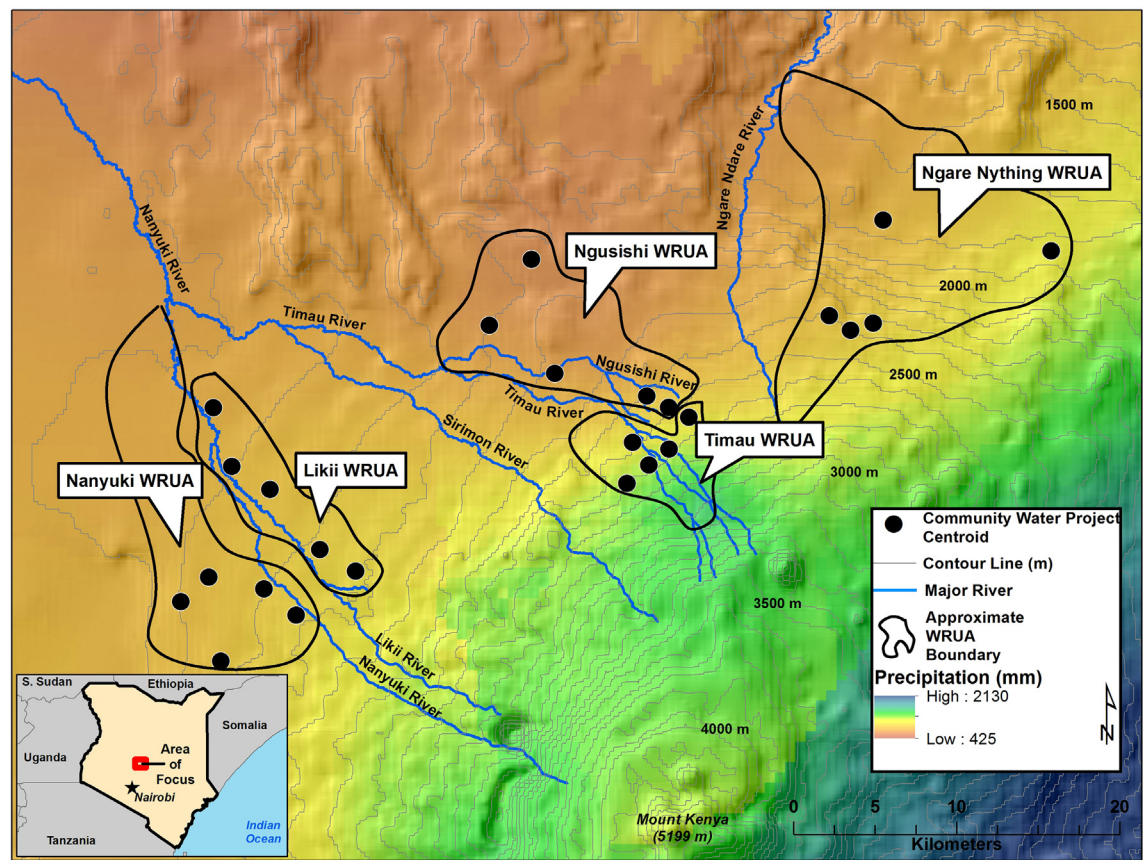 1500 m
Ngare Ndare River
Ngare Nything WRUA
Nanyuki River
Ngusishi WRUA
2000 m
Timau River
Ngusishi River
2500 m
Timau River
Sirimon River
Timau WRUA
3000 m
Likii WRUA
Nanyuki WRUA
3500 m
Likii River
Nanyuki River
4000 m
Mount Kenya
(5199 m)
Community Water Project
Centroid
Contour Line (m)
Major River
Approximate
WRUA
Boundary
Precipitation (mm)
High : 2130
Low : 425
N
0 5 10 20
Kilometers
S. Sudan
Ethiopia
Somalia
Uganda
Area
of
Focus
Nairobi
Indian
Ocean
Tanzania